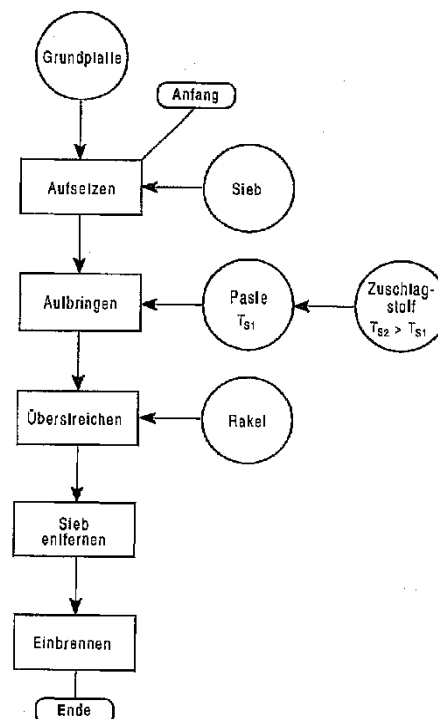 Grundplatte
Anfang
Aufsetzen
Sieb
Aufbringen
Paste
T_S1
Zuschlag-
stoff
T_S2 > T_S1
Überstreichen
Rakel
Sieb
entfernen
Einbrennen
Ende